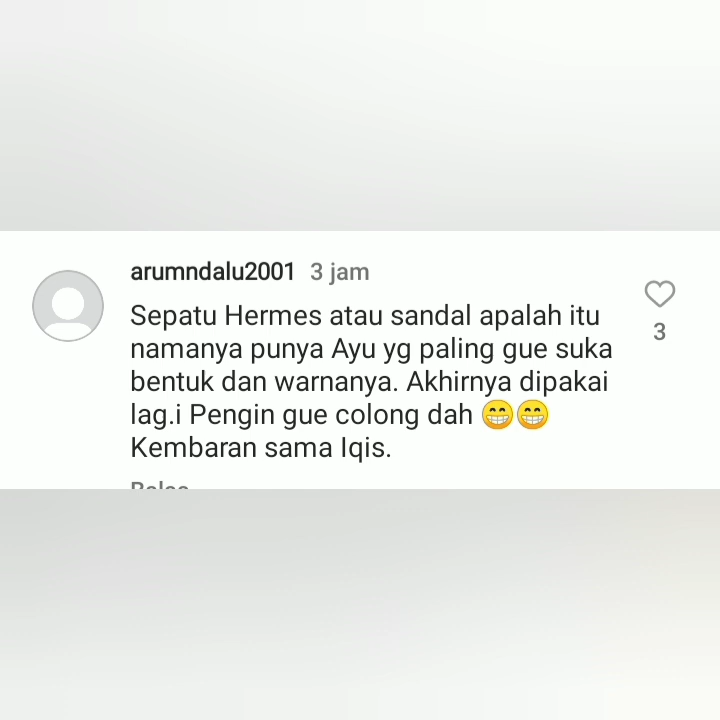 arumndalu2001 3 jam
Sepatu Hermes atau sandal apalah itu
namanya punya Ayu yg paling gue suka
bentuk dan warnanya. Akhirnya dipakai
lag.i Pengin gue colong dah 😁😁
Kembaran sama Iqis.
3